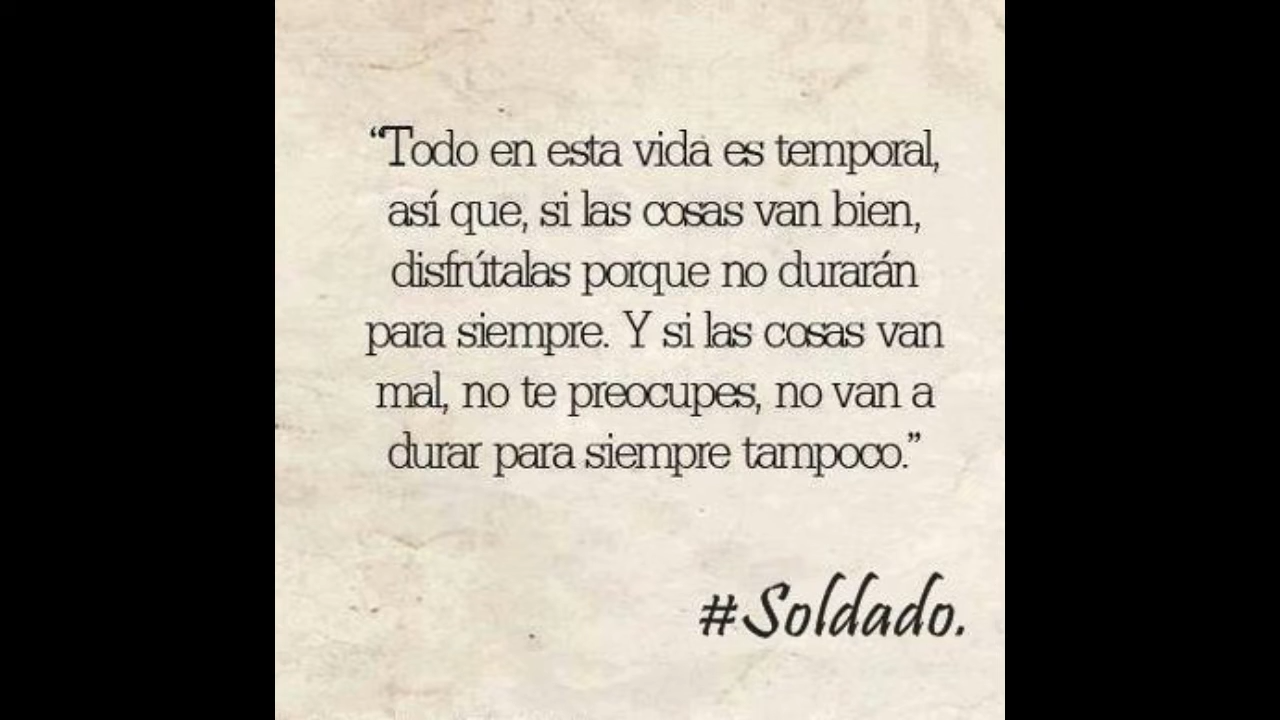 “Todo en esta vida es temporal,
así que, si las cosas van bien,
disfrútalas porque no durarán
para siempre. Y si las cosas van
mal, no te preocupes, no van a
durar para siempre tampoco.”
#Soldado.